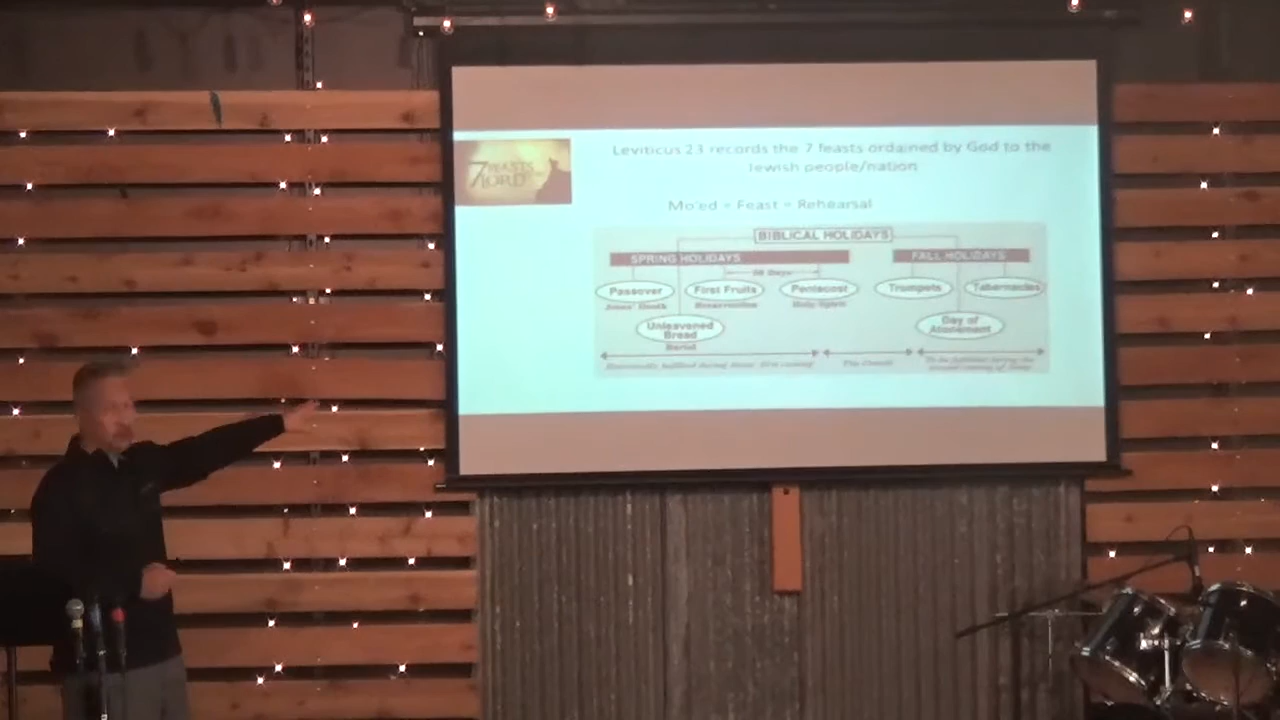 Leviticus 23 records the 7 feasts ordained by God to the
Jewish people/nation
7 FEASTS
LORD
Mo'ed = Feast = Rehearsal
BIBLICAL HOLIDAYS
SPRING HOLIDAYS
FALL HOLIDAYS
50 Days
Passover
First Fruits
Pentecost
Trumpets
Tabernacles
Jesus' Death
Resurrection
Holy Spirit
Unleavened
Bread
Burial
Day of
Atonement
The Church